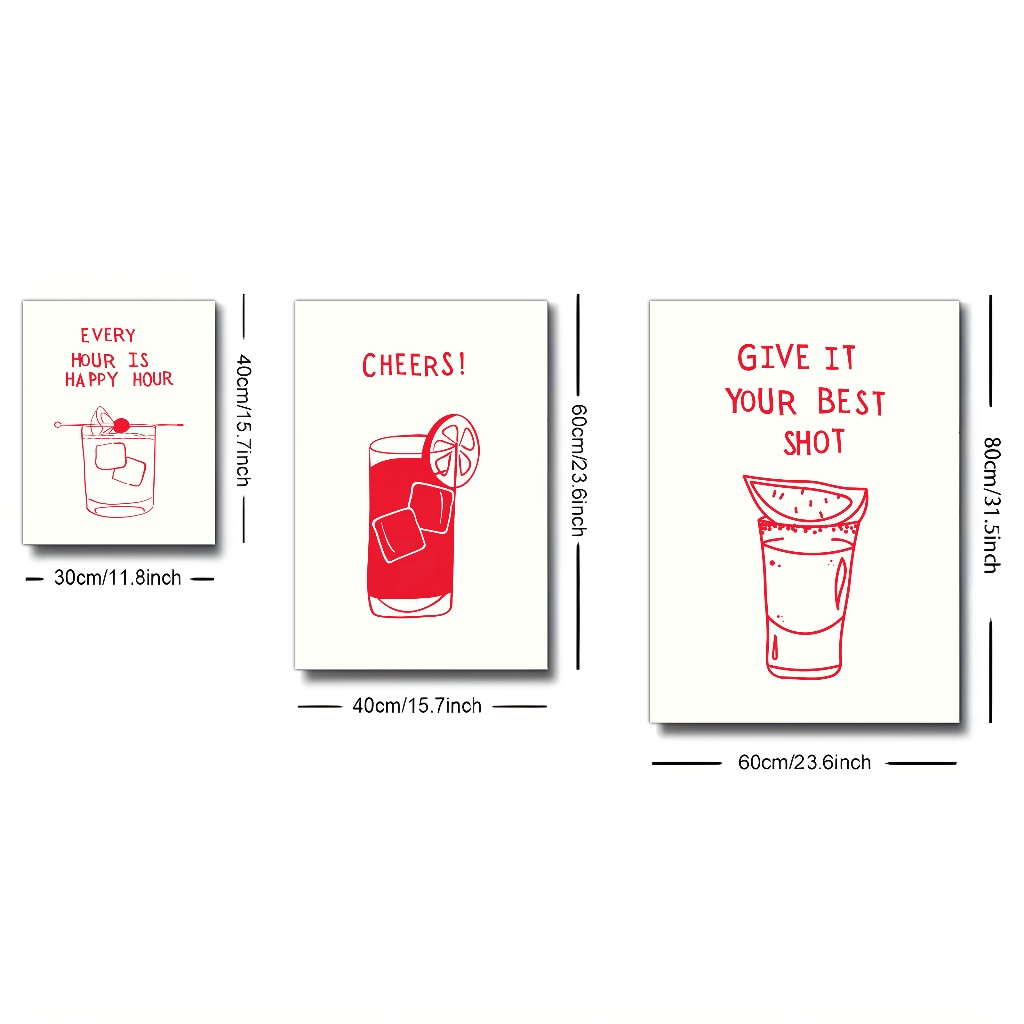 EVERY
HOUR IS
HAPPY HOUR
40cm/15.7inch
30cm/11.8inch
CHEERS!
60cm/23.6inch
40cm/15.7inch
GIVE IT
YOUR BEST
SHOT
80cm/31.5inch
60cm/23.6inch